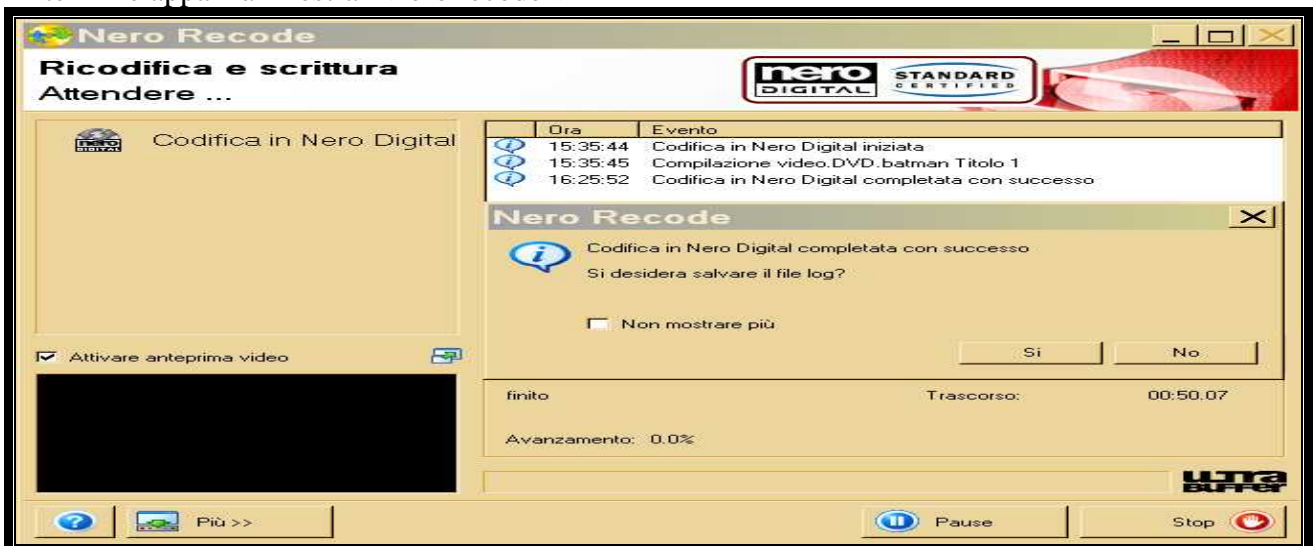 Nero Recode
Ricodifica e scrittura
Attendere ...
nero DIGITAL STANDARD CERTIFIED
Codifica in Nero Digital
Ora Evento
15:35:44 Codifica in Nero Digital iniziata
15:35:45 Compilazione video.DVD.batman Titolo 1
16:25:52 Codifica in Nero Digital completata con successo
Nero Recode
Codifica in Nero Digital completata con successo
Si desidera salvare il file log?
Non mostrare più
Sì No
Attivare anteprima video
finito Trascorso: 00:50.07
Avanzamento: 0.0%
ULTRA BUFFER
Più >> Pause Stop